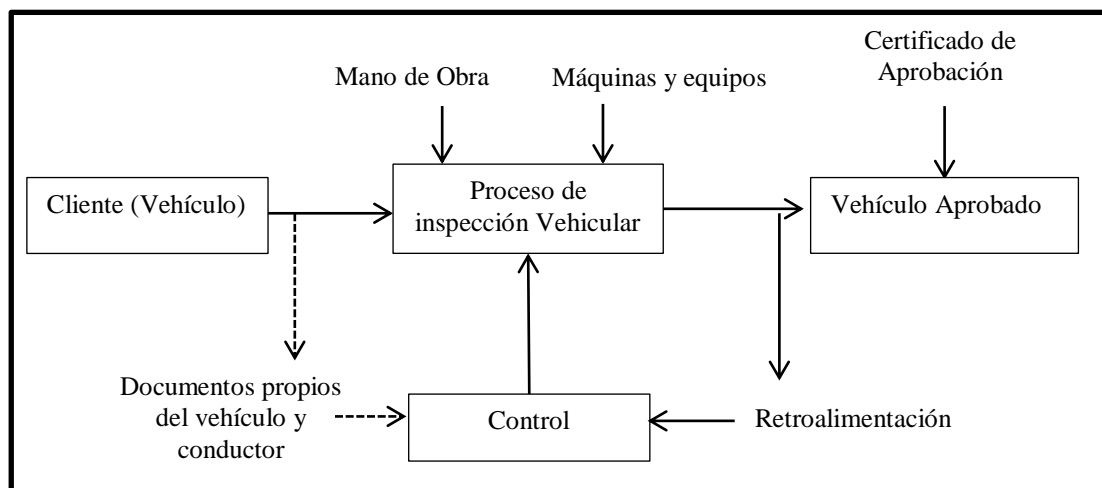 Certificado de
Aprobación
Mano de Obra
Máquinas y equipos
Cliente (Vehículo)
Proceso de
inspección Vehicular
Vehículo Aprobado
Documentos propios
del vehículo y
conductor
Control
Retroalimentación